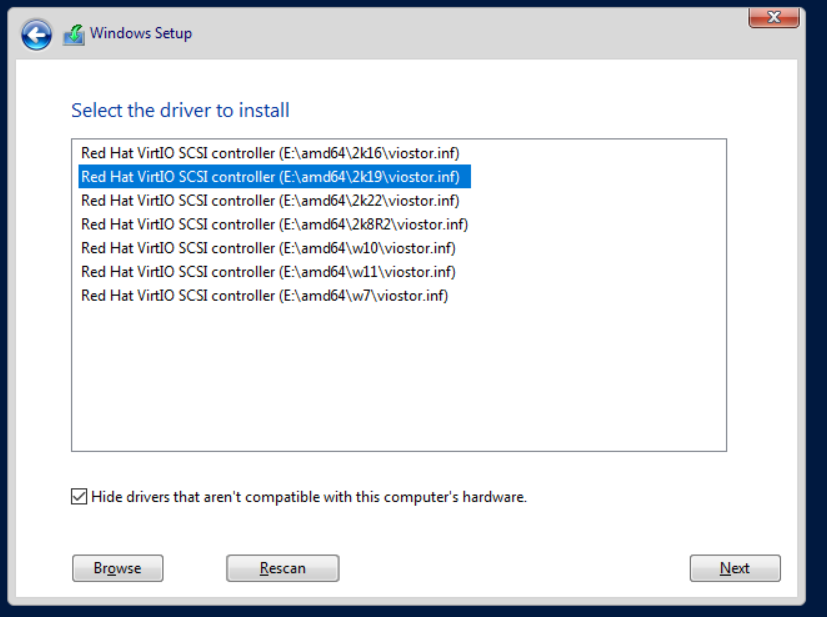 Windows Setup
Select the driver to install
Red Hat VirtIO SCSI controller (E:\amd64\2k16\viostor.inf)
Red Hat VirtIO SCSI controller (E:\amd64\2k19\viostor.inf)
Red Hat VirtIO SCSI controller (E:\amd64\2k22\viostor.inf)
Red Hat VirtIO SCSI controller (E:\amd64\2k8R2\viostor.inf)
Red Hat VirtIO SCSI controller (E:\amd64\w10\viostor.inf)
Red Hat VirtIO SCSI controller (E:\amd64\w11\viostor.inf)
Red Hat VirtIO SCSI controller (E:\amd64\w7\viostor.inf)
Hide drivers that aren't compatible with this computer's hardware.
Browse Rescan Next